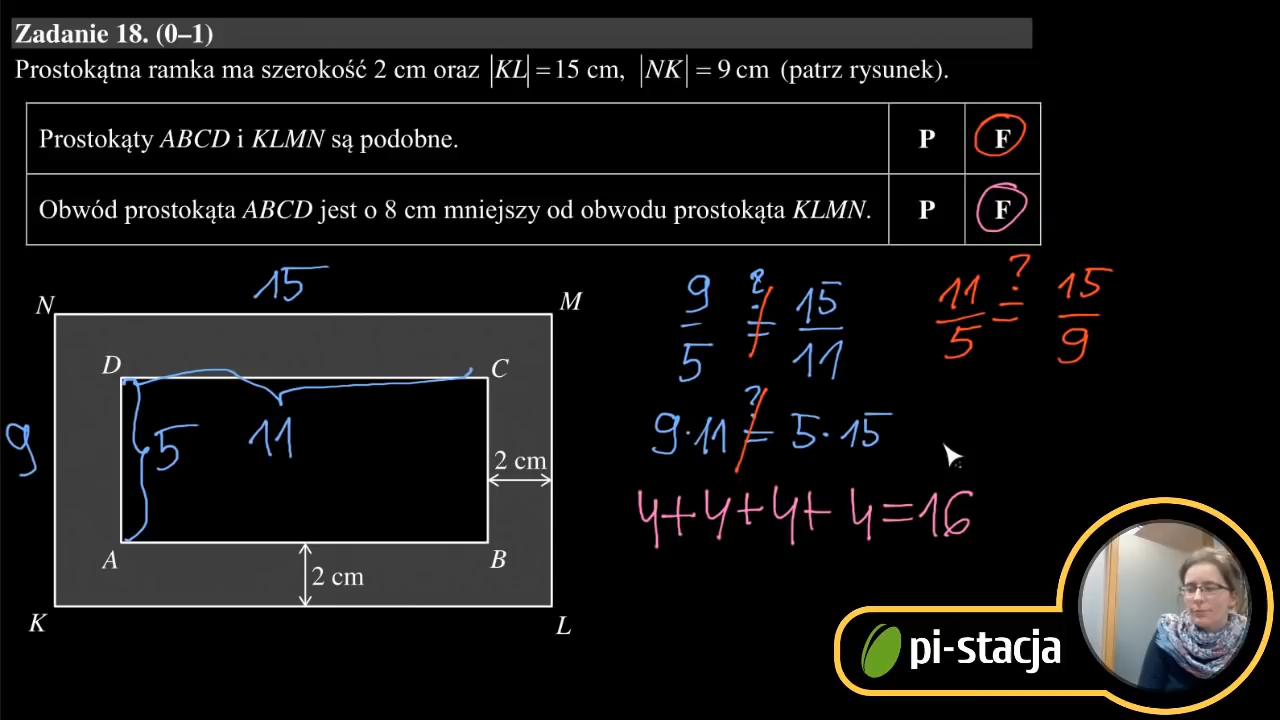 Zadanie 18. (0–1)
Prostokątna ramka ma szerokość 2 cm oraz |KL| = 15 cm, |NK| = 9 cm (patrz rysunek).
Prostokąty ABCD i KLMN są podobne. P F
Obwód prostokąta ABCD jest o 8 cm mniejszy od obwodu prostokąta KLMN. P F
15
N M
D C
9 5 11
2 cm
A B
2 cm
K L
9/5 ?= 15/11
11/5 ?= 15/9
9·11 ?= 5·15
4+4+4+4=16
pi-stacja